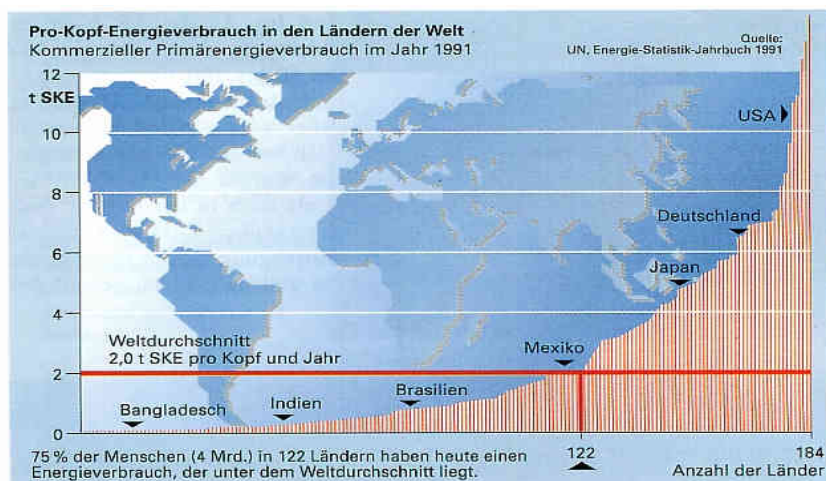 Pro-Kopf-Energieverbrauch in den Ländern der Welt
Kommerzieller Primärenergieverbrauch im Jahr 1991
Quelle:
UN, Energie-Statistik-Jahrbuch 1991
12
t SKE
10
8
6
4
2
0
USA
Deutschland
Japan
Mexiko
Weltdurchschnitt
2,0 t SKE pro Kopf und Jahr
Brasilien
Indien
Bangladesch
122
184
75 % der Menschen (4 Mrd.) in 122 Ländern haben heute einen
Energieverbrauch, der unter dem Weltdurchschnitt liegt.
Anzahl der Länder